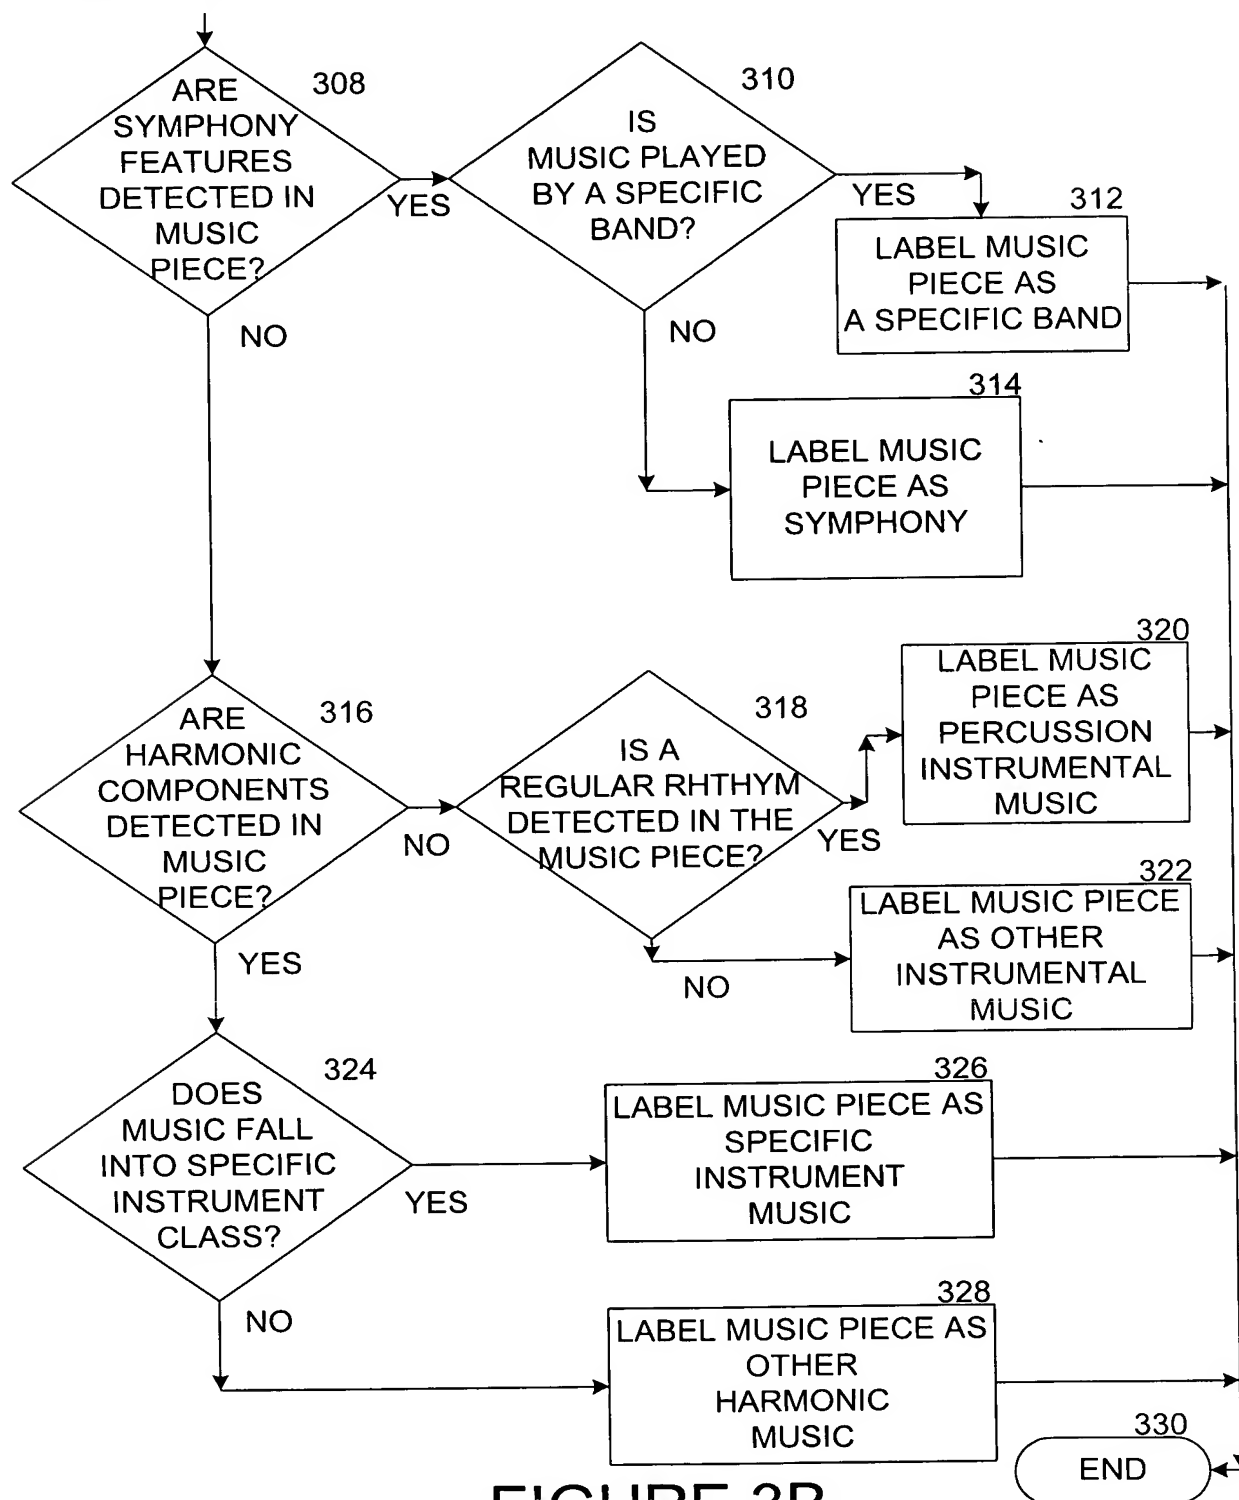 308
ARE
SYMPHONY
FEATURES
DETECTED IN
MUSIC
PIECE?
YES
NO
310
IS
MUSIC PLAYED
BY A SPECIFIC
BAND?
YES
NO
312
LABEL MUSIC
PIECE AS
A SPECIFIC BAND
314
LABEL MUSIC
PIECE AS
SYMPHONY
316
ARE
HARMONIC
COMPONENTS
DETECTED IN
MUSIC
PIECE?
NO
YES
318
IS A
REGULAR RHTHYM
DETECTED IN THE
MUSIC PIECE?
YES
NO
320
LABEL MUSIC
PIECE AS
PERCUSSION
INSTRUMENTAL
MUSIC
322
LABEL MUSIC PIECE
AS OTHER
INSTRUMENTAL
MUSIC
324
DOES
MUSIC FALL
INTO SPECIFIC
INSTRUMENT
CLASS?
YES
NO
326
LABEL MUSIC PIECE AS
SPECIFIC
INSTRUMENT
MUSIC
328
LABEL MUSIC PIECE AS
OTHER
HARMONIC
MUSIC
330
END
FIGURE 3B